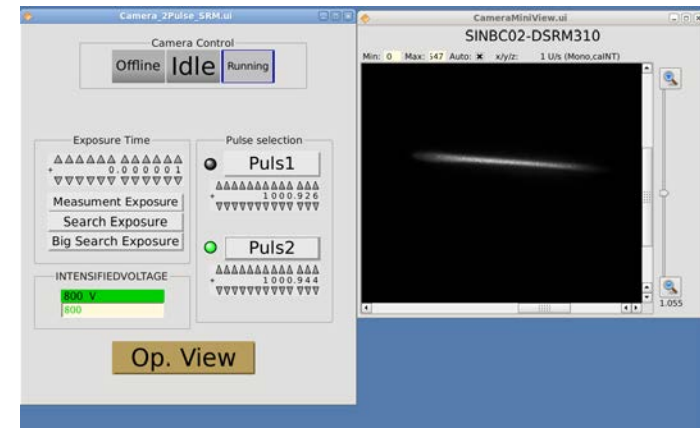 Camera_2Pulse_SRM.ui
Camera Control
Offline Idle Running
Exposure Time
+ 0.000001
Measument Exposure
Search Exposure
Big Search Exposure
INTENSIFIEDVOLTAGE
800 V
800
Pulse selection
Puls1
+ 1000.926
Puls2
+ 1000.944
Op. View
CameraMiniView.ui
SINBC02-DSRM310
Min: 0 Max: Auto: x/y/z: 1 U/s (Mono,caINT)
1.055